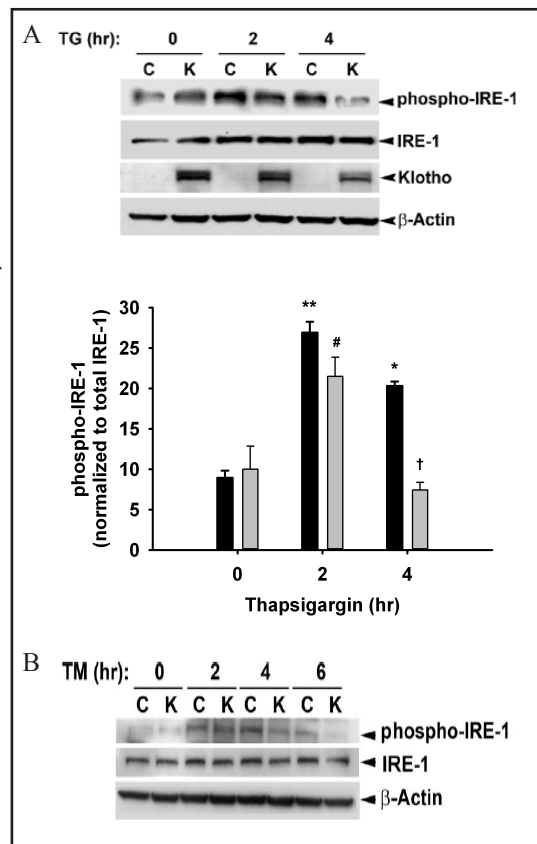 A
TG (hr): 0 2 4
C K C K C K
phospho-IRE-1
IRE-1
Klotho
β-Actin
phospho-IRE-1
(normalized to total IRE-1)
30
25
20
15
10
5
0
** # * †
0 2 4
Thapsigargin (hr)
B
TM (hr): 0 2 4 6
C K C K C K C K
phospho-IRE-1
IRE-1
β-Actin